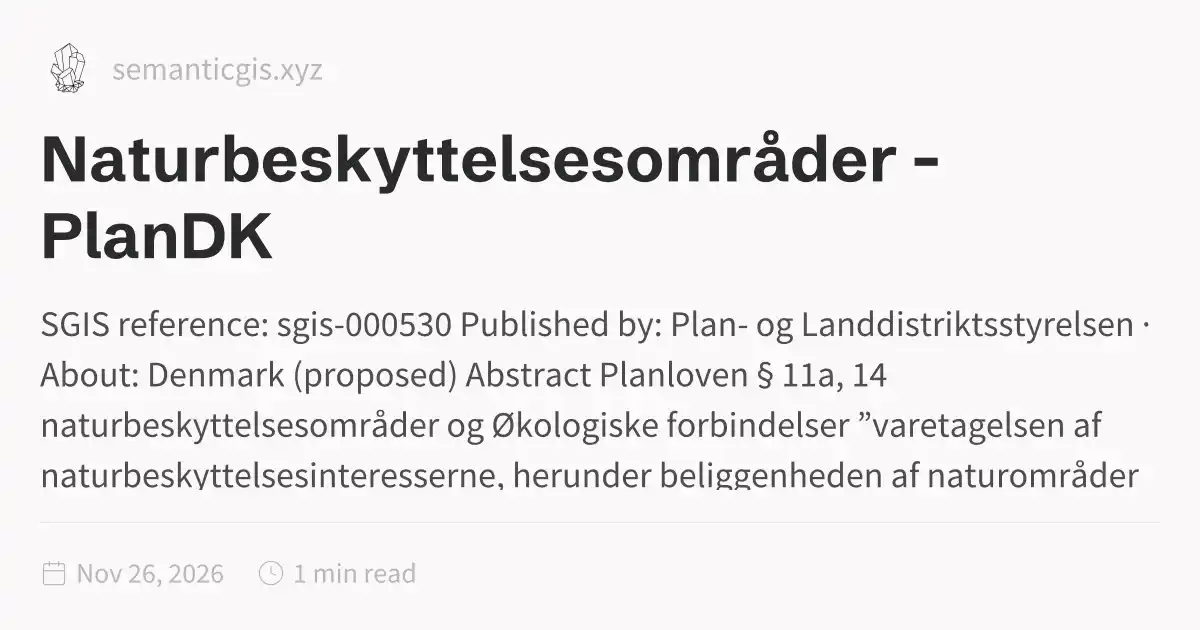 semanticgis.xyz
Naturbeskyttelsesområder -
PlanDK
SGIS reference: sgis-000530 Published by: Plan- og Landdistriktsstyrelsen ·
About: Denmark (proposed) Abstract Planloven § 11a, 14
naturbeskyttelsesområder og Økologiske forbindelser ”varetagelsen af
naturbeskyttelsesinteresserne, herunder beliggenheden af naturområder
Nov 26, 2026 1 min read